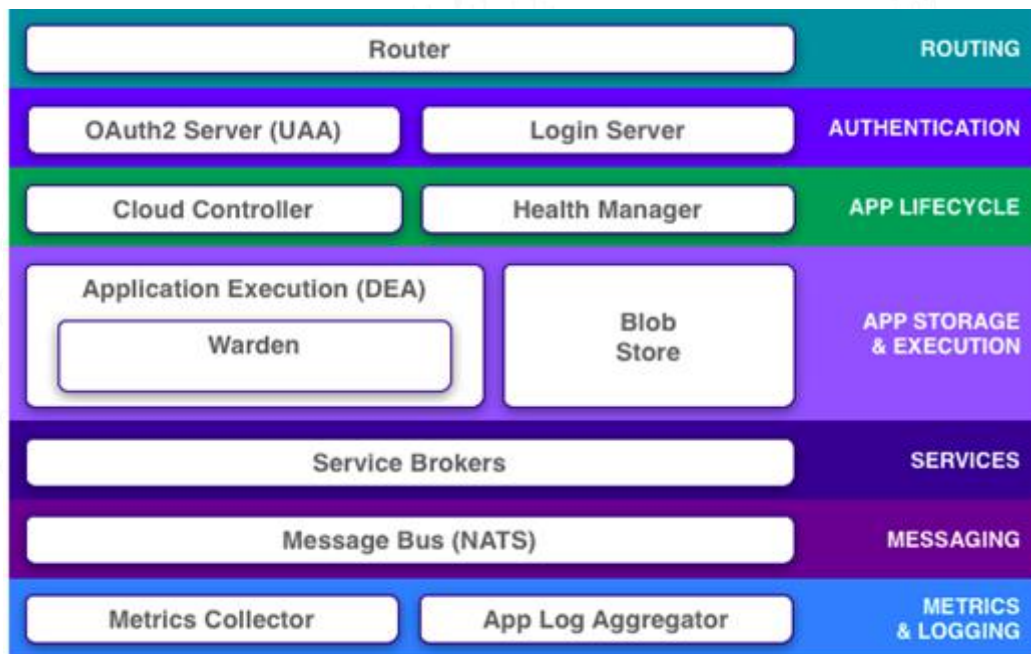 Router
ROUTING
OAuth2 Server (UAA)
Login Server
AUTHENTICATION
Cloud Controller
Health Manager
APP LIFECYCLE
Application Execution (DEA)
Warden
Blob
Store
APP STORAGE
& EXECUTION
Service Brokers
SERVICES
Message Bus (NATS)
MESSAGING
Metrics Collector
App Log Aggregator
METRICS
& LOGGING